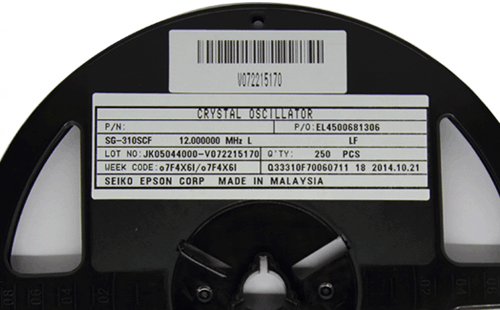 V072215170
CRYSTAL OSCILLATOR
P/N: P/O:EL4500681306
SG-310SCF 12.000000 MHz L LF
LOT NO:JK05044000-V072215170 Q'TY: 250 PCS
WEEK CODE:o7F4X6I/o7F4X6I Q33310F70060711 18 2014.10.21
SEIKO EPSON CORP MADE IN MALAYSIA